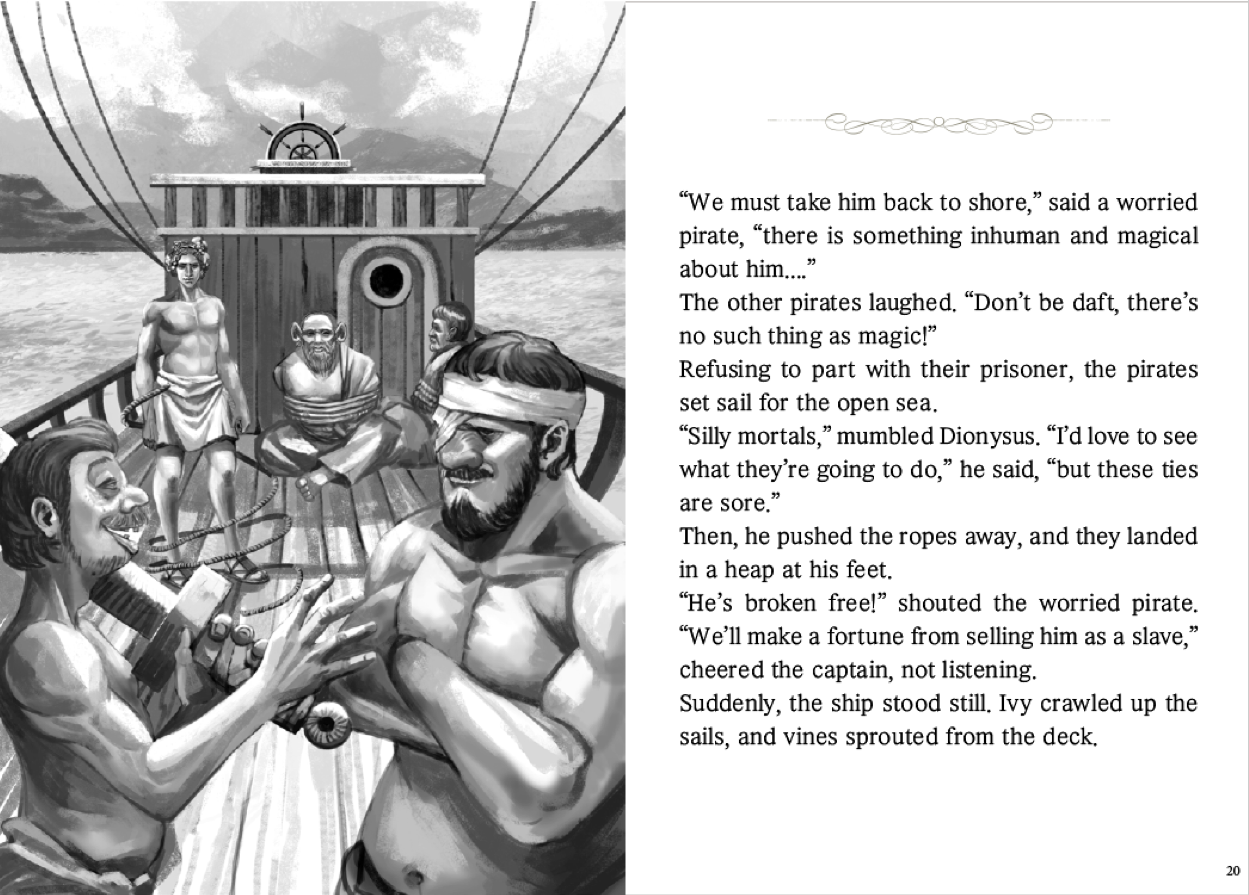 “We must take him back to shore,” said a worried
pirate, “there is something inhuman and magical
about him....”
The other pirates laughed. “Don’t be daft, there’s
no such thing as magic!”
Refusing to part with their prisoner, the pirates
set sail for the open sea.
“Silly mortals,” mumbled Dionysus. “I’d love to see
what they’re going to do,” he said, “but these ties
are sore.”
Then, he pushed the ropes away, and they landed
in a heap at his feet.
“He’s broken free!” shouted the worried pirate.
“We’ll make a fortune from selling him as a slave,”
cheered the captain, not listening.
Suddenly, the ship stood still. Ivy crawled up the
sails, and vines sprouted from the deck.
20